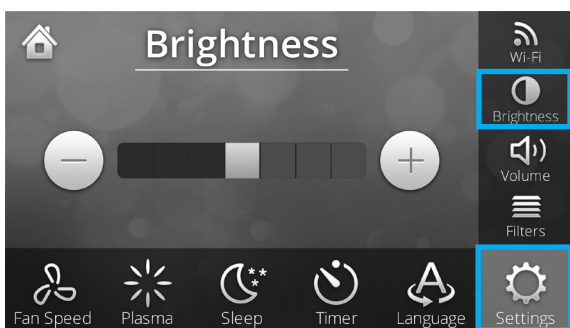 Brightness
Wi-Fi
Brightness
Volume
Filters
Fan Speed
Plasma
Sleep
Timer
Language
Settings